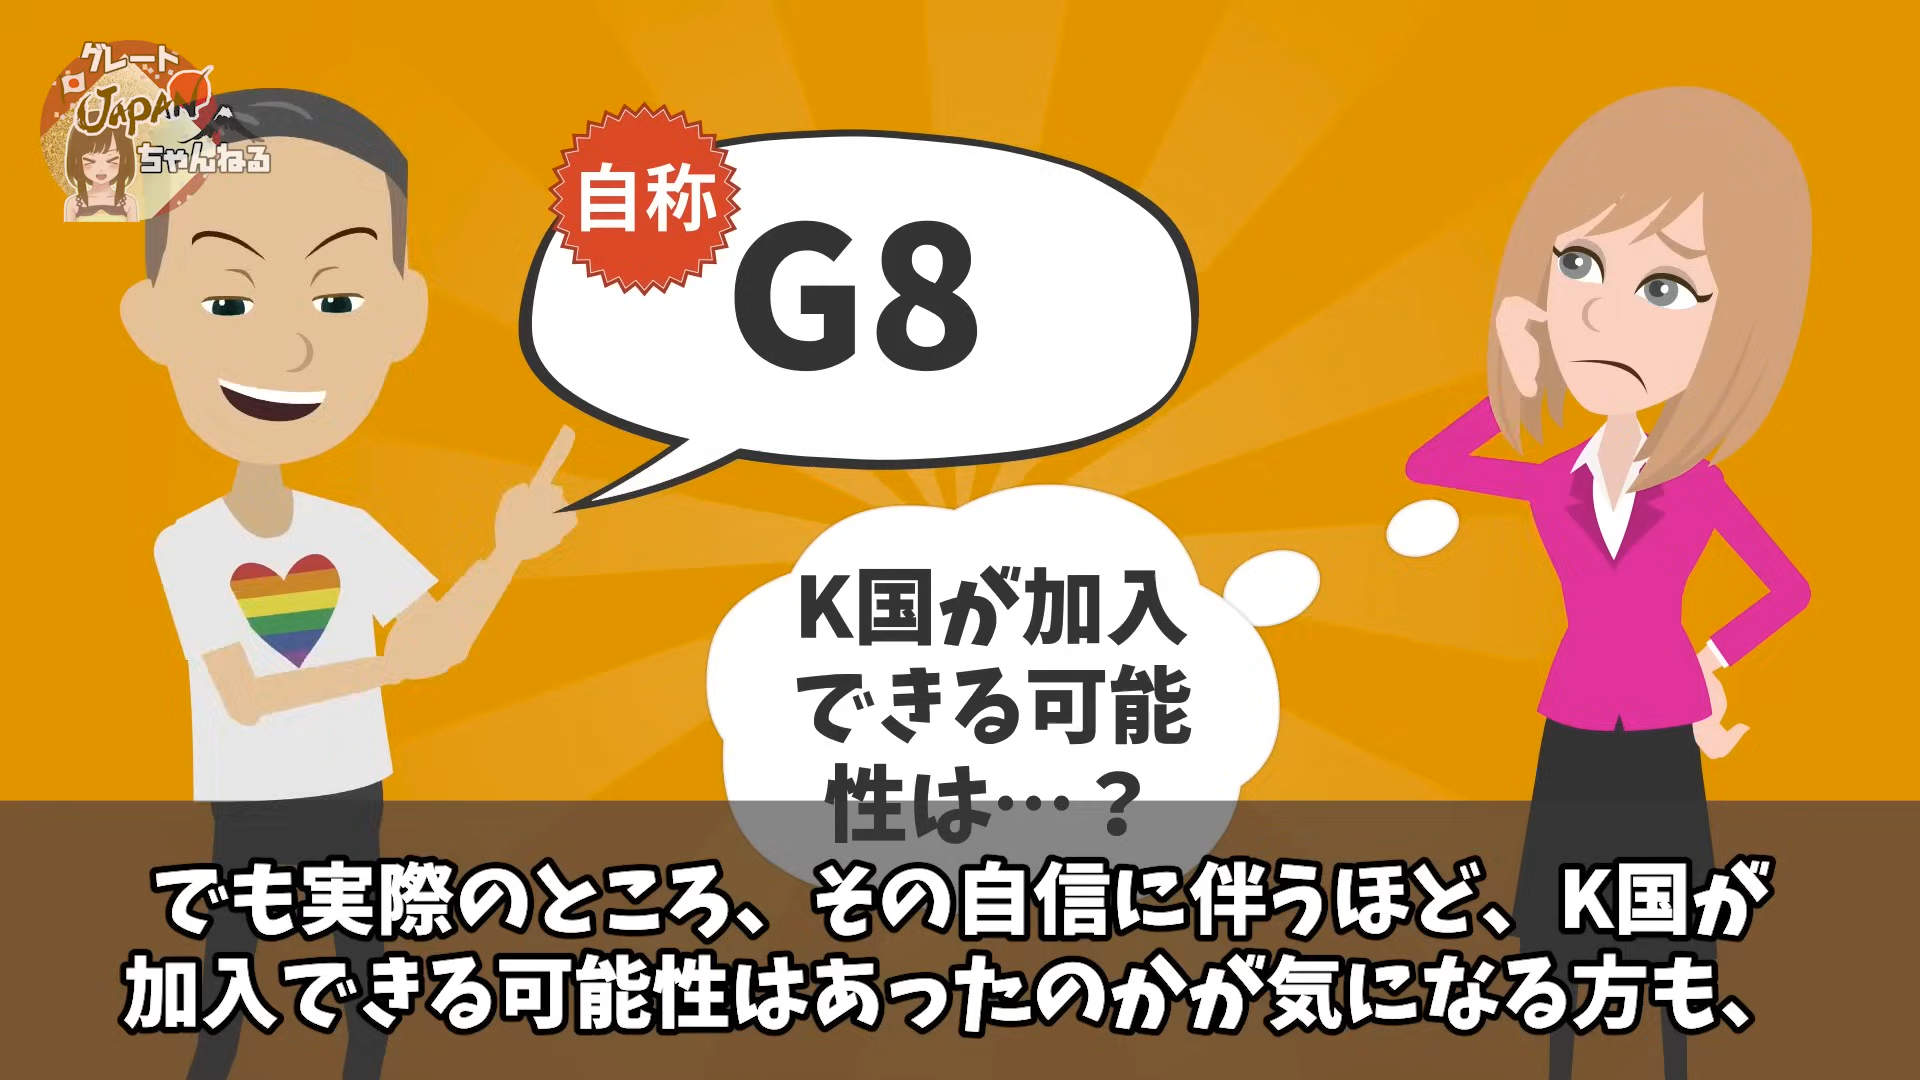 グレート
JAPAN
ちゃんねる
自称
G8
K国が加入
できる可能
性は…？
でも実際のところ、その自信に伴うほど、K国が
加入できる可能性はあったのかが気になる方も、